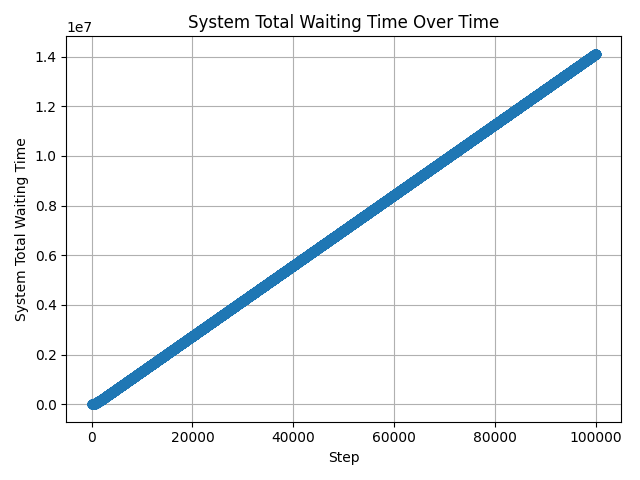 System Total Waiting Time Over Time
1e7
1.4
1.2
1.0
0.8
0.6
0.4
0.2
0.0
System Total Waiting Time
0 20000 40000 60000 80000 100000
Step